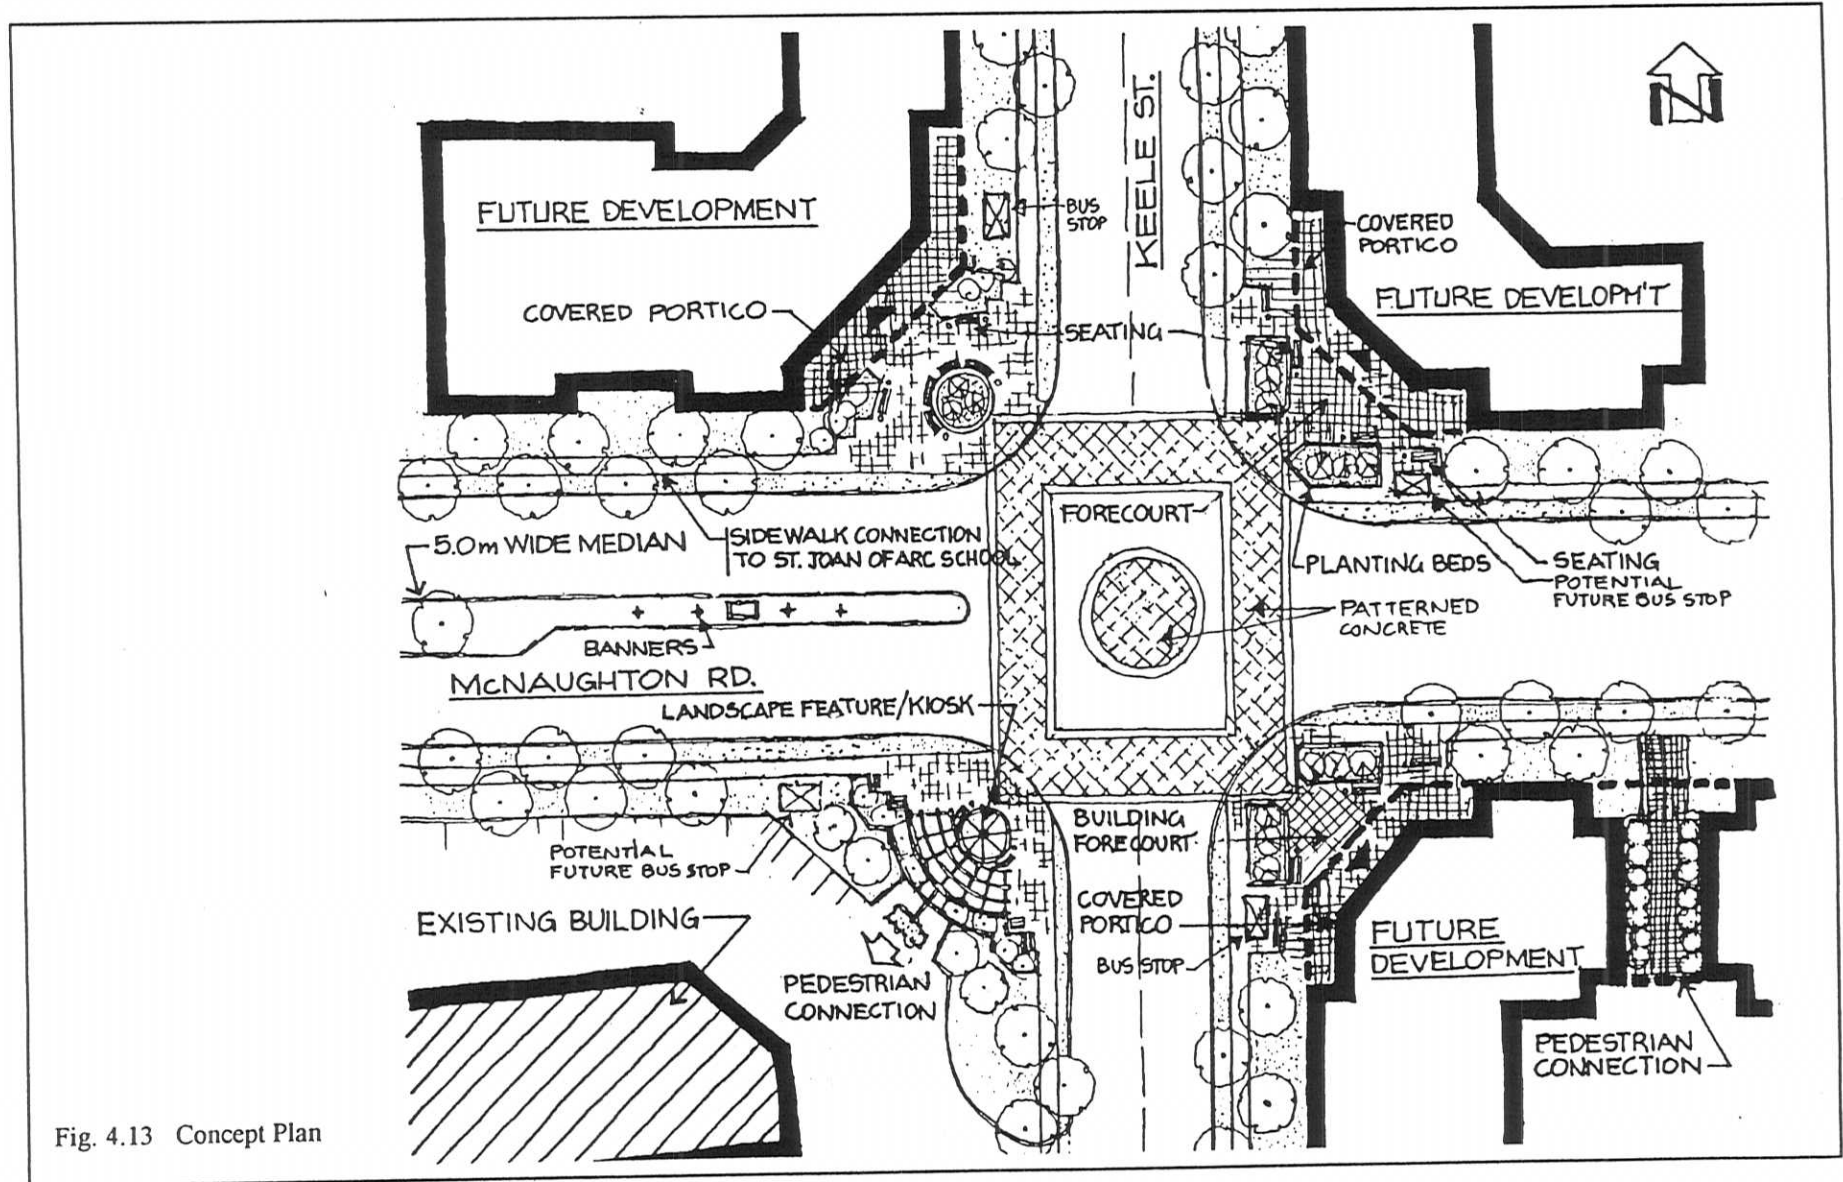 N
KEELE ST.
FUTURE DEVELOPMENT
BUS
STOP
COVERED
PORTICO
FUTURE DEVELOPM'T
COVERED PORTICO
SEATING
FORECOURT
5.0m WIDE MEDIAN
SIDEWALK CONNECTION
TO ST. JOAN OF ARC SCHOOL
PLANTING BEDS
SEATING
POTENTIAL
FUTURE BUS STOP
PATTERNED
CONCRETE
BANNERS
McNAUGHTON RD.
LANDSCAPE FEATURE/KIOSK
BUILDING
FORECOURT
POTENTIAL
FUTURE BUS STOP
EXISTING BUILDING
COVERED
PORTICO
FUTURE
DEVELOPMENT
BUS STOP
PEDESTRIAN
CONNECTION
PEDESTRIAN
CONNECTION
Fig. 4.13 Concept Plan